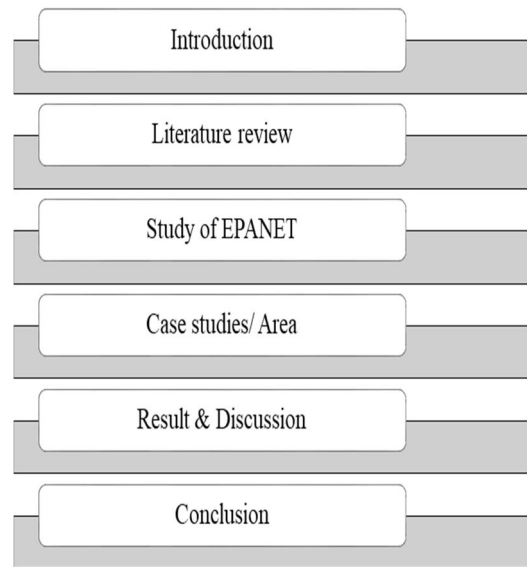 Introduction
Literature review
Study of EPANET
Case studies/ Area
Result & Discussion
Conclusion